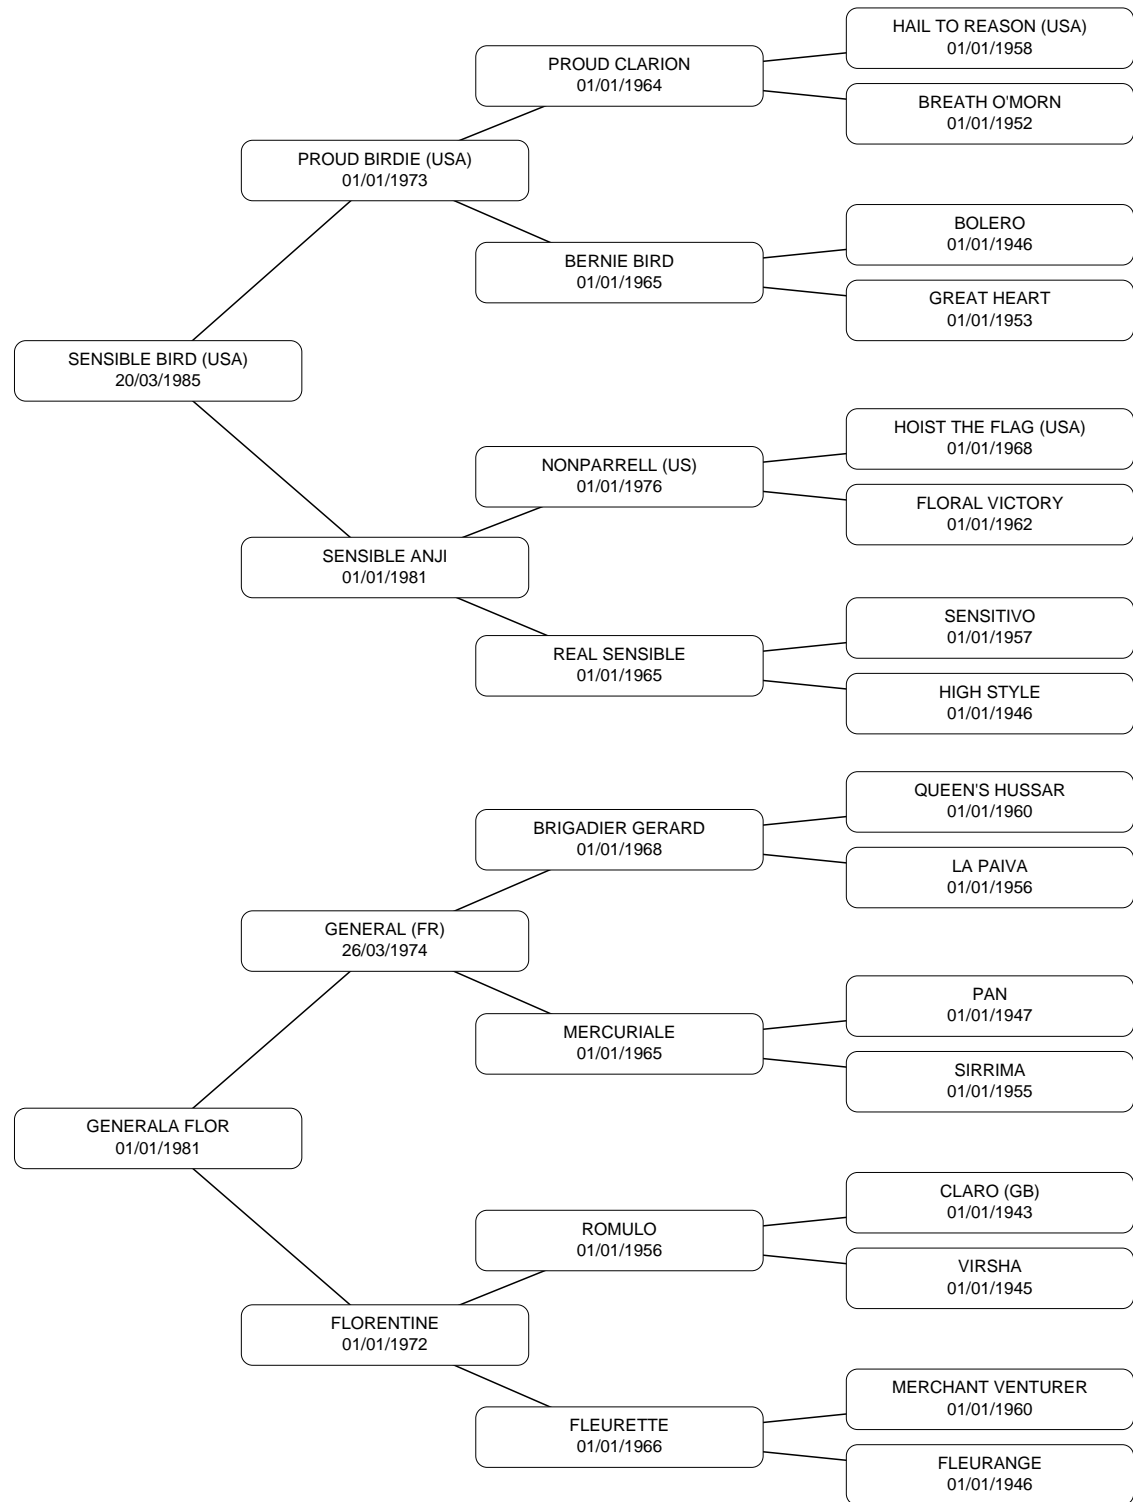 HAIL TO REASON (USA)
01/01/1958
PROUD CLARION
01/01/1964
BREATH O'MORN
01/01/1952
PROUD BIRDIE (USA)
01/01/1973
BOLERO
01/01/1946
BERNIE BIRD
01/01/1965
GREAT HEART
01/01/1953
SENSIBLE BIRD (USA)
20/03/1985
HOIST THE FLAG (USA)
01/01/1968
NONPARRELL (US)
01/01/1976
FLORAL VICTORY
01/01/1962
SENSIBLE ANJI
01/01/1981
SENSITIVO
01/01/1957
REAL SENSIBLE
01/01/1965
HIGH STYLE
01/01/1946
QUEEN'S HUSSAR
01/01/1960
BRIGADIER GERARD
01/01/1968
LA PAIVA
01/01/1956
GENERAL (FR)
26/03/1974
PAN
01/01/1947
MERCURIALE
01/01/1965
SIRRIMA
01/01/1955
GENERALA FLOR
01/01/1981
CLARO (GB)
01/01/1943
ROMULO
01/01/1956
VIRSHA
01/01/1945
FLORENTINE
01/01/1972
MERCHANT VENTURER
01/01/1960
FLEURETTE
01/01/1966
FLEURANGE
01/01/1946